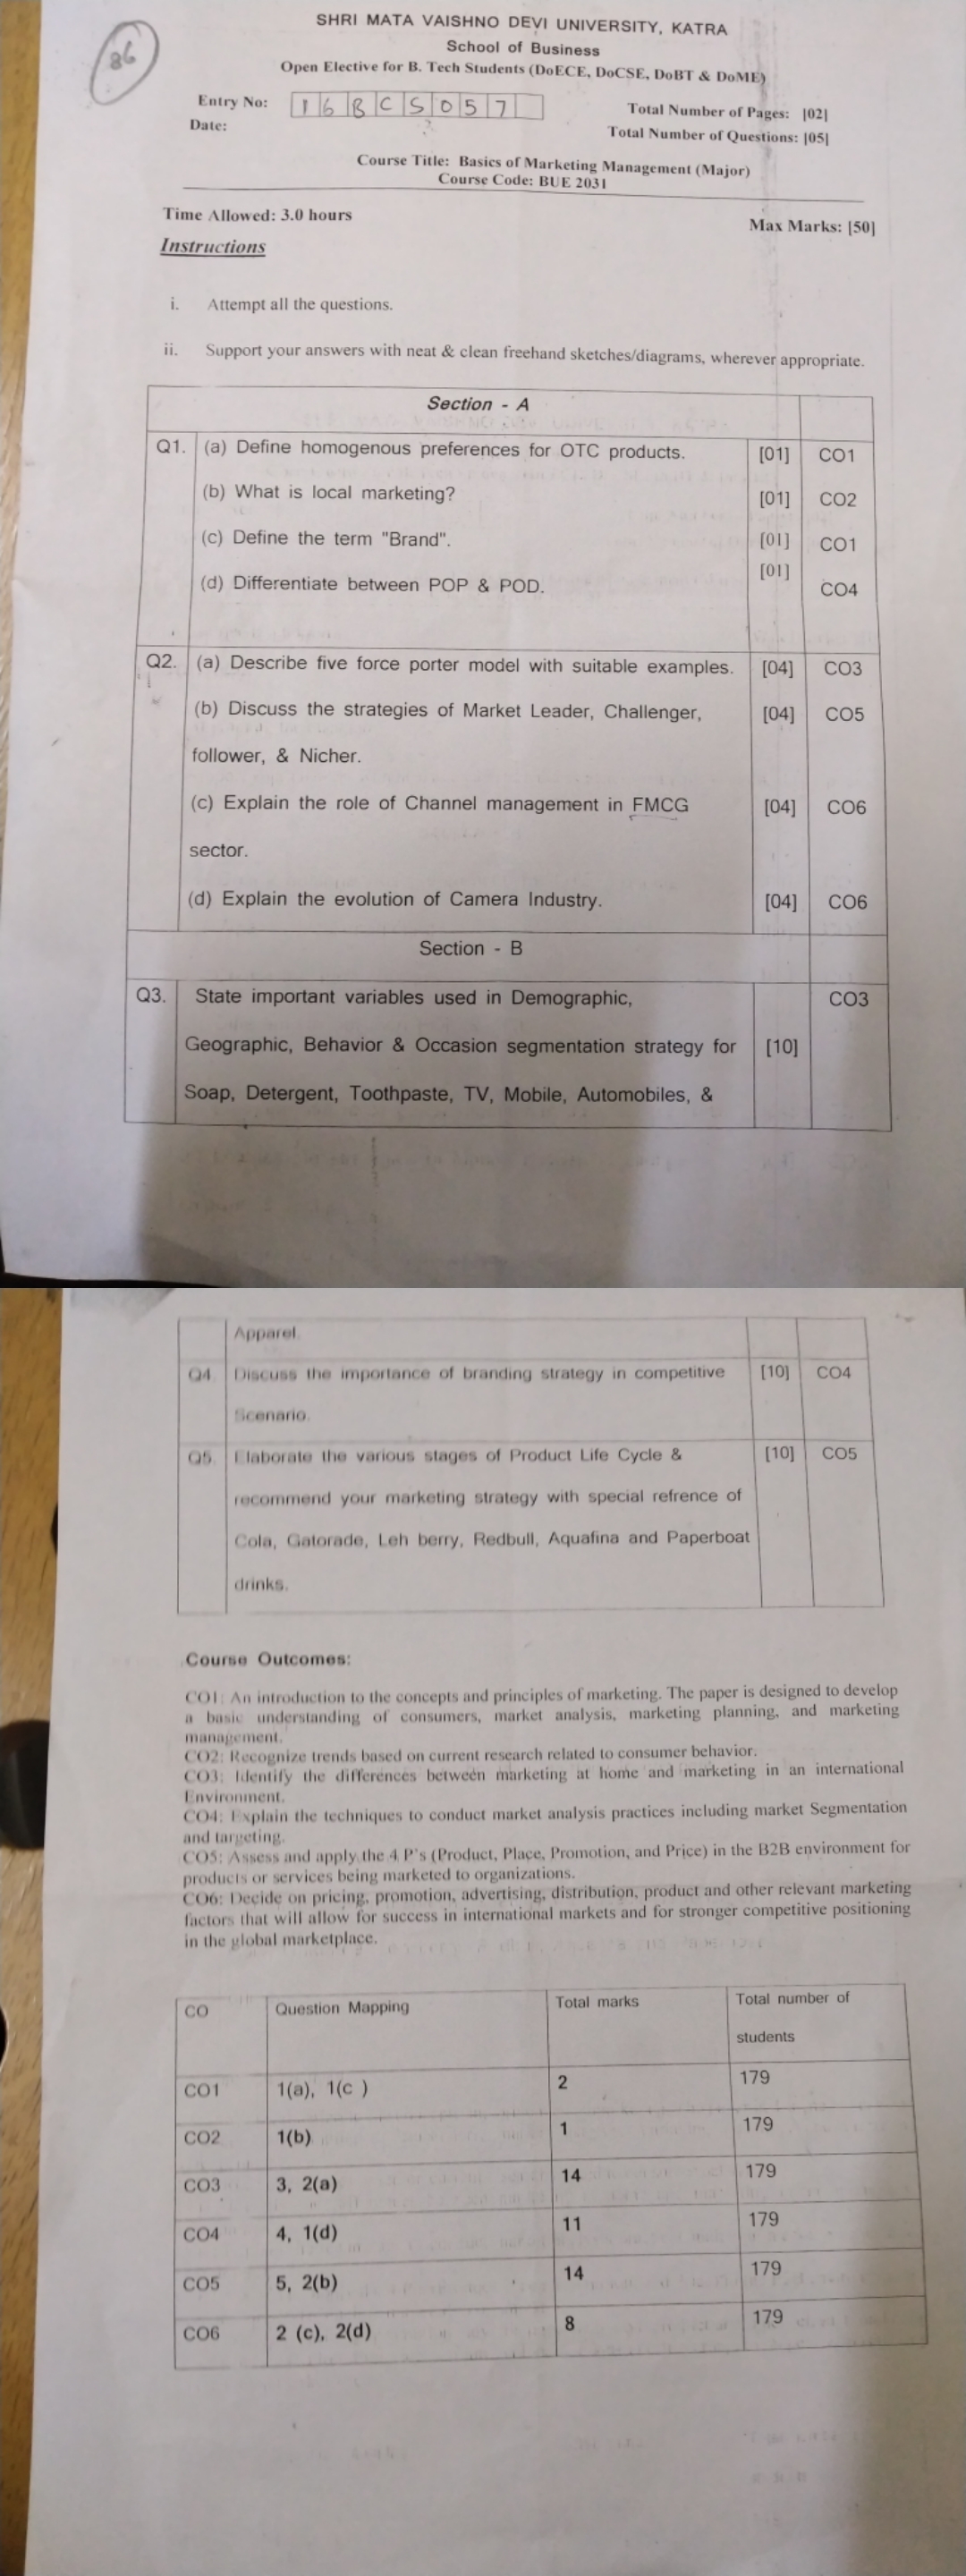 86
SHRI MATA VAISHNO DEVI UNIVERSITY, KATRA
School of Business
Open Elective for B. Tech Students (DoECE, DoCSE, DoBT & DoME)
Entry No: 16BCS057
Total Number of Pages: [02]
Date:
Total Number of Questions: [05]
Course Title: Basics of Marketing Management (Major)
Course Code: BUE 2031
Time Allowed: 3.0 hours
Max Marks: [50]
Instructions
i. Attempt all the questions.
ii. Support your answers with neat & clean freehand sketches/diagrams, wherever appropriate.
Section - A
Q1. (a) Define homogenous preferences for OTC products. [01] CO1
(b) What is local marketing? [01] CO2
(c) Define the term "Brand". [01] CO1
(d) Differentiate between POP & POD. [01] CO4
Q2. (a) Describe five force porter model with suitable examples. [04] CO3
(b) Discuss the strategies of Market Leader, Challenger, [04] CO5
follower, & Nicher.
(c) Explain the role of Channel management in FMCG [04] CO6
sector.
(d) Explain the evolution of Camera Industry. [04] CO6
Section - B
Q3. State important variables used in Demographic, CO3
Geographic, Behavior & Occasion segmentation strategy for [10]
Soap, Detergent, Toothpaste, TV, Mobile, Automobiles, &
Apparel.
Q4. Discuss the importance of branding strategy in competitive [10] CO4
Scenario.
Q5. Elaborate the various stages of Product Life Cycle & [10] CO5
recommend your marketing strategy with special refrence of
Cola, Gatorade, Leh berry, Redbull, Aquafina and Paperboat
drinks.
Course Outcomes:
CO1: An introduction to the concepts and principles of marketing. The paper is designed to develop
a basic understanding of consumers, market analysis, marketing planning, and marketing
management.
CO2: Recognize trends based on current research related to consumer behavior.
CO3: Identify the differences between marketing at home and marketing in an international
Environment.
CO4: Explain the techniques to conduct market analysis practices including market Segmentation
and targeting.
CO5: Assess and apply the 4 P's (Product, Place, Promotion, and Price) in the B2B environment for
products or services being marketed to organizations.
CO6: Decide on pricing, promotion, advertising, distribution, product and other relevant marketing
factors that will allow for success in international markets and for stronger competitive positioning
in the global marketplace.
CO Question Mapping Total marks Total number of
students
CO1 1(a), 1(c ) 2 179
CO2 1(b) 1 179
CO3 3, 2(a) 14 179
CO4 4, 1(d) 11 179
CO5 5, 2(b) 14 179
CO6 2 (c), 2(d) 8 179